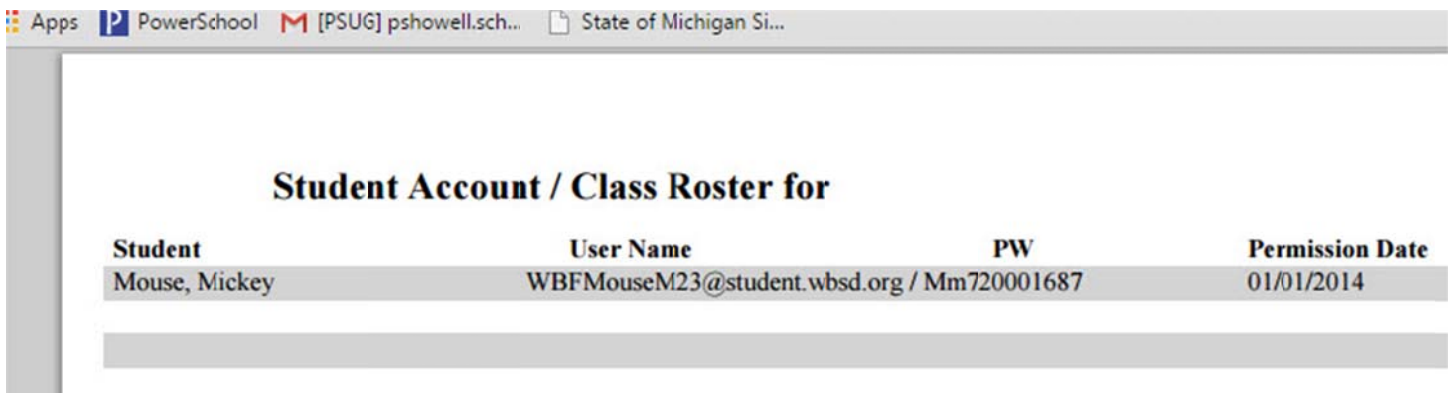 Apps PowerSchool [PSUG] pshowell.sch... State of Michigan Si...
Student Account / Class Roster for
Student User Name PW Permission Date
Mouse, Mickey WBFMouseM23@student.wbsd.org / Mm720001687 01/01/2014